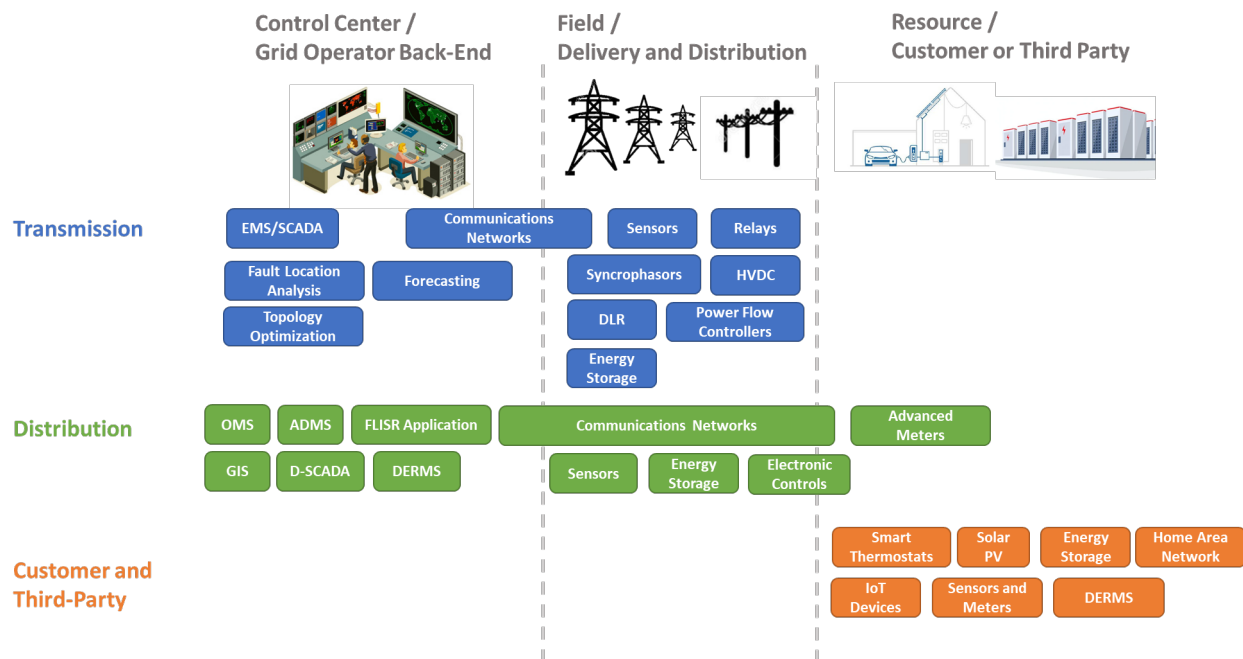 Control Center /
Grid Operator Back-End
Field /
Delivery and Distribution
Resource /
Customer or Third Party
Transmission
EMS/SCADA
Communications
Networks
Sensors
Relays
Fault Location
Analysis
Forecasting
Syncrophasors
HVDC
Topology
Optimization
DLR
Power Flow
Controllers
Energy
Storage
Distribution
OMS
ADMS
FLISR Application
Communications Networks
Advanced
Meters
GIS
D-SCADA
DERMS
Sensors
Energy
Storage
Electronic
Controls
Customer and
Third-Party
Smart
Thermostats
Solar
PV
Energy
Storage
Home Area
Network
IoT
Devices
Sensors and
Meters
DERMS